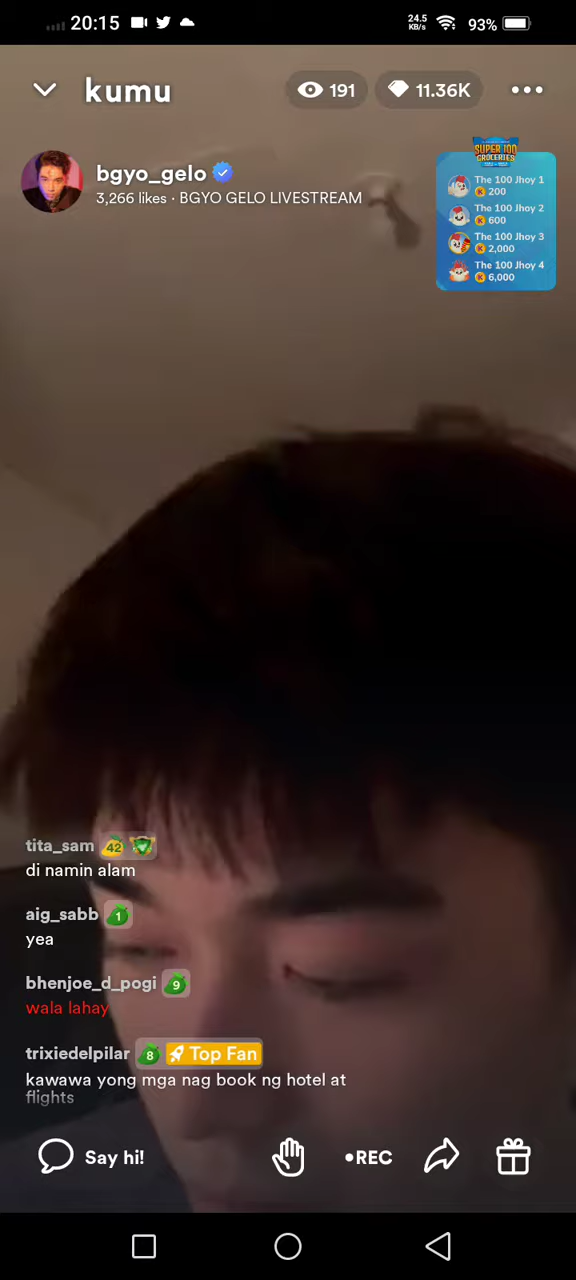 20:15
24.5 KB/s
93%
kumu
191
11.36K
bgyo_gelo
3,266 likes · BGYO GELO LIVESTREAM
SUPER 100
GROCERIES
The 100 Jhoy 1
200
The 100 Jhoy 2
600
The 100 Jhoy 3
2,000
The 100 Jhoy 4
6,000
tita_sam 42
di namin alam
aig_sabb 1
yea
bhenjoe_d_pogi 9
wala lahay
trixiedelpilar 8 Top Fan
kawawa yong mga nag book ng hotel at
flights
Say hi!
•REC